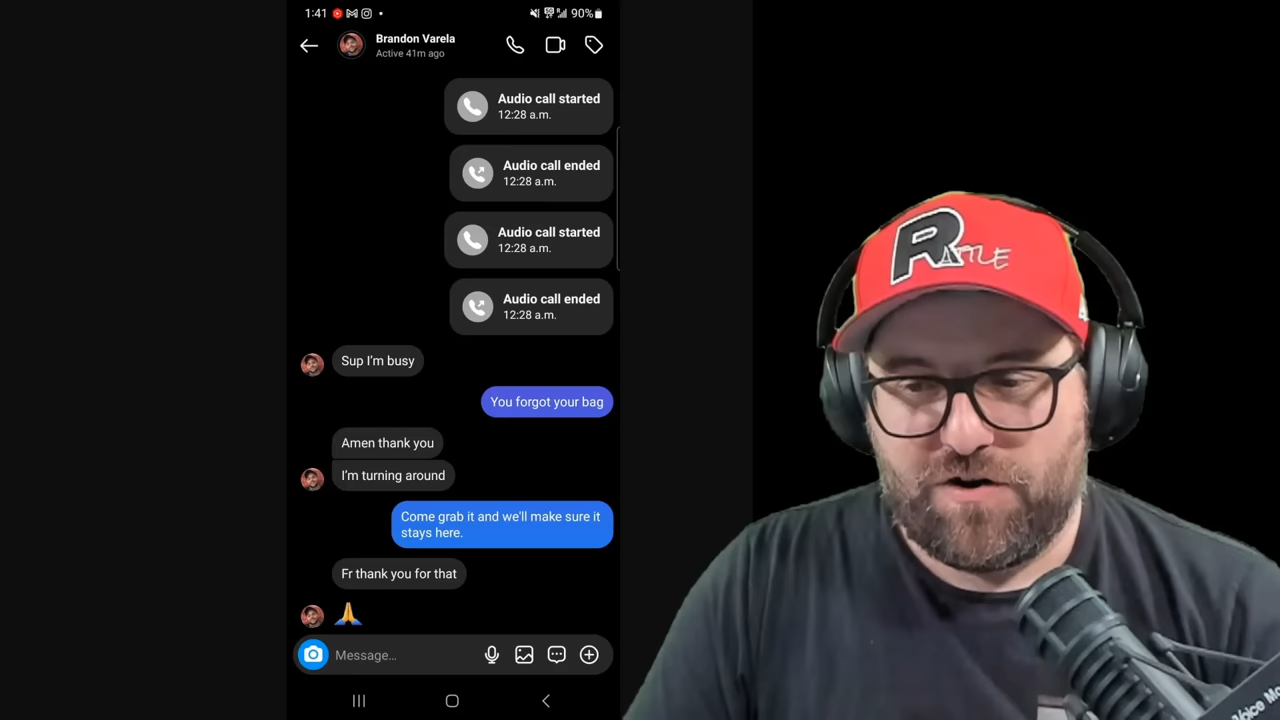 1:41
90%
Brandon Varela
Active 41m ago
Audio call started
12:28 a.m.
Audio call ended
12:28 a.m.
Audio call started
12:28 a.m.
Audio call ended
12:28 a.m.
Sup I'm busy
You forgot your bag
Amen thank you
I'm turning around
Come grab it and we'll make sure it
stays here.
Fr thank you for that
Message…
RATTLE